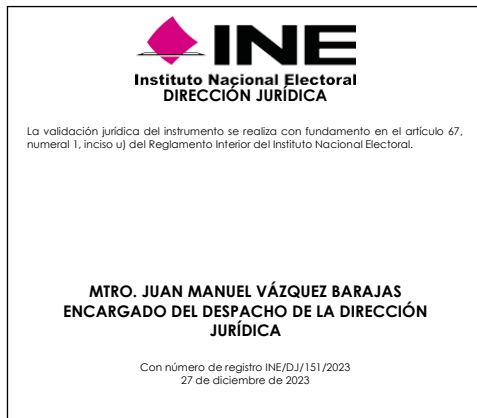 INE
Instituto Nacional Electoral
DIRECCIÓN JURÍDICA
La validación jurídica del instrumento se realiza con fundamento en el artículo 67,
numeral 1, inciso u) del Reglamento Interior del Instituto Nacional Electoral.
MTRO. JUAN MANUEL VÁZQUEZ BARAJAS
ENCARGADO DEL DESPACHO DE LA DIRECCIÓN
JURÍDICA
Con número de registro INE/DJ/151/2023
27 de diciembre de 2023